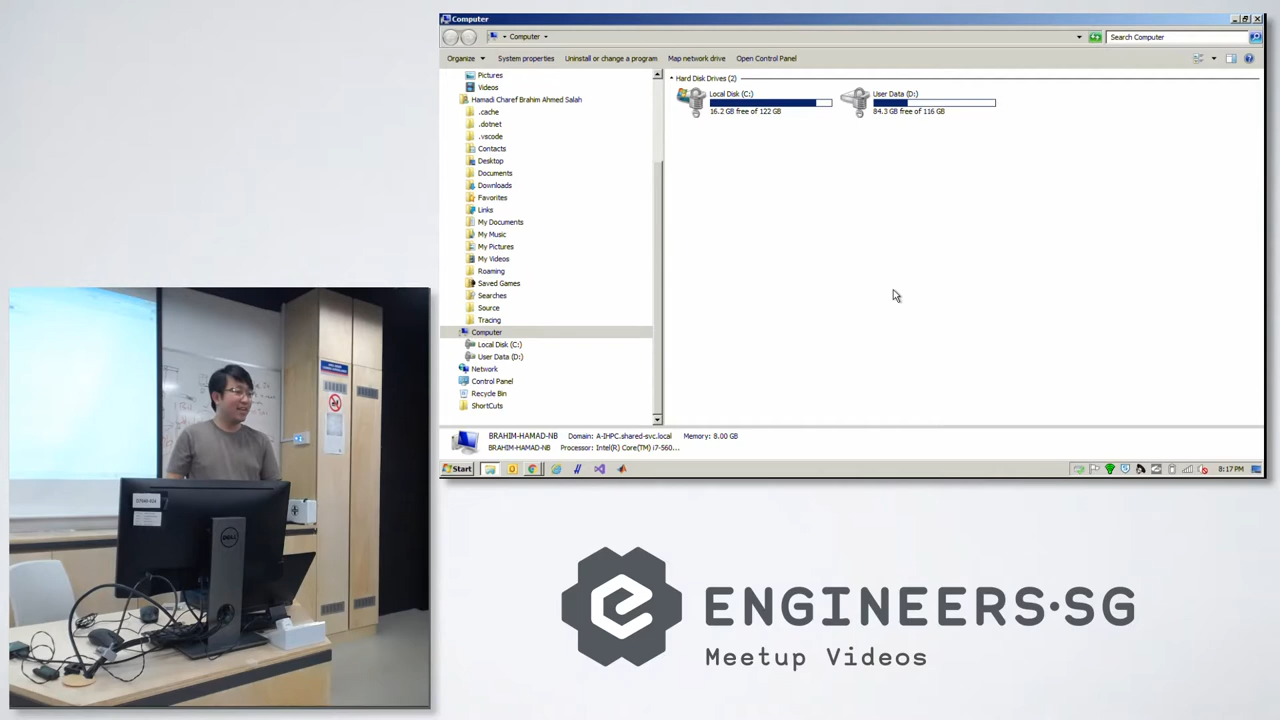 Computer
Computer
Search Computer
Organize
System properties
Uninstall or change a program
Map network drive
Open Control Panel
Pictures
Videos
Hamadi Charef Brahim Ahmed Salah
.cache
.dotnet
.vscode
Contacts
Desktop
Documents
Downloads
Favorites
Links
My Documents
My Music
My Pictures
My Videos
Roaming
Saved Games
Searches
Source
Tracing
Computer
Local Disk (C:)
User Data (D:)
Network
Control Panel
Recycle Bin
ShortCuts
Hard Disk Drives (2)
Local Disk (C:)
16.2 GB free of 122 GB
User Data (D:)
84.3 GB free of 116 GB
BRAHIM-HAMAD-NB Domain: A-IHPC.shared-svc.local Memory: 8.00 GB
BRAHIM-HAMAD-NB Processor: Intel(R) Core(TM) i7-560...
Start
8:17 PM
DELL
ENGINEERS·SG
Meetup Videos